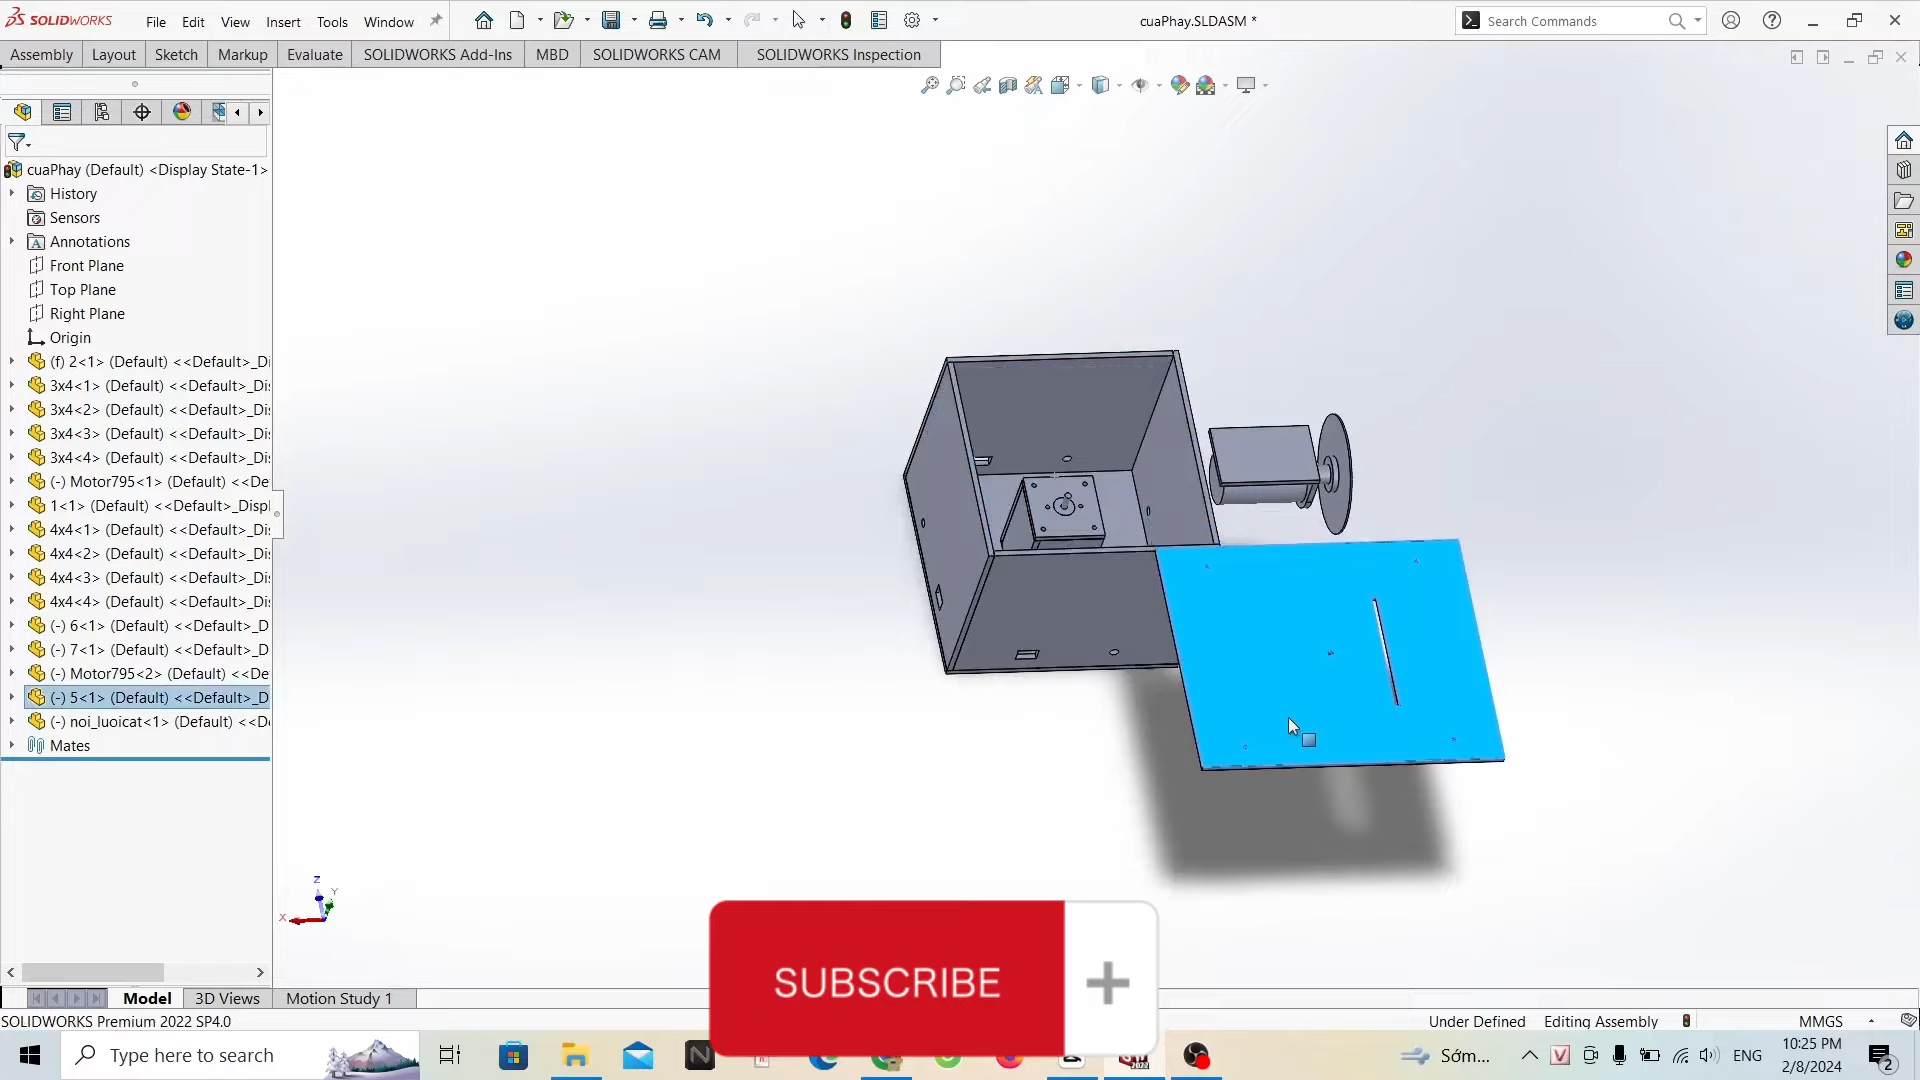 SOLIDWORKS File Edit View Insert Tools Window cuaPhay.SLDASM * Search Commands
Assembly Layout Sketch Markup Evaluate SOLIDWORKS Add-Ins MBD SOLIDWORKS CAM SOLIDWORKS Inspection
cuaPhay (Default) <Display State-1>
History
Sensors
Annotations
Front Plane
Top Plane
Right Plane
Origin
(f) 2<1> (Default) <<Default>_Di
3x4<1> (Default) <<Default>_Di
3x4<2> (Default) <<Default>_Di
3x4<3> (Default) <<Default>_Di
3x4<4> (Default) <<Default>_Di
(-) Motor795<1> (Default) <<De
1<1> (Default) <<Default>_Displ
4x4<1> (Default) <<Default>_Di
4x4<2> (Default) <<Default>_Di
4x4<3> (Default) <<Default>_Di
4x4<4> (Default) <<Default>_Di
(-) 6<1> (Default) <<Default>_D
(-) 7<1> (Default) <<Default>_D
(-) Motor795<2> (Default) <<De
(-) 5<1> (Default) <<Default>_D
(-) noi_luoicat<1> (Default) <<D
Mates
Z
Y
X
SUBSCRIBE
Model 3D Views Motion Study 1
SOLIDWORKS Premium 2022 SP4.0 Under Defined Editing Assembly MMGS
Type here to search Sớm... ENG 10:25 PM
2/8/2024
2